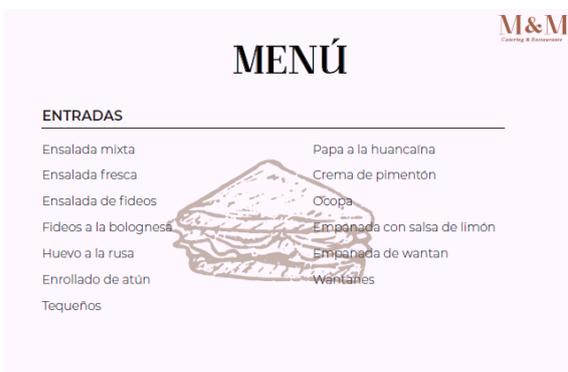 M&M
Catering & Restaurante
MENÚ
ENTRADAS
Ensalada mixta
Ensalada fresca
Ensalada de fideos
Fideos a la bolognesa
Huevo a la rusa
Enrollado de atún
Tequeños
Papa a la huancaína
Crema de pimentón
Ocopa
Empanada con salsa de limón
Empanada de wantan
Wantanes